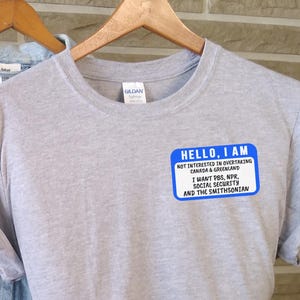 GILDAN
HELLO, I AM
NOT INTERESTED IN OVERTAKING
CANADA & GREENLAND
I WANT PBS, NPR,
SOCIAL SECURITY
AND THE SMITHSONIAN